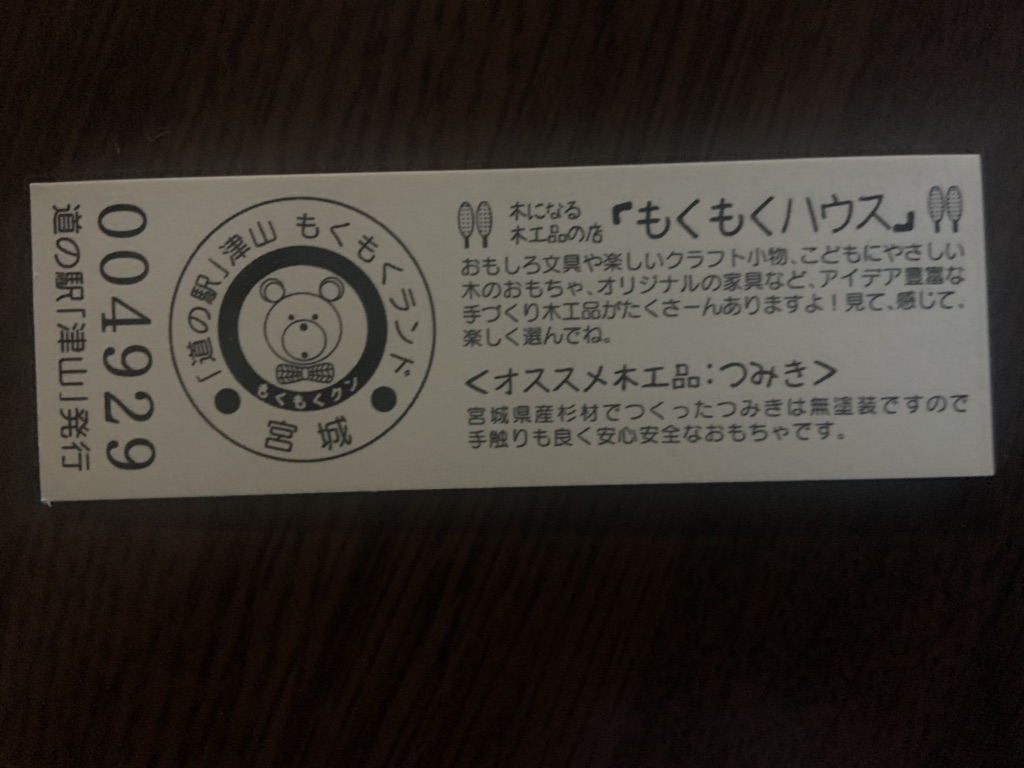 004929
道の駅「津山」発行
「道の駅」津山 もくもくランド
もくもくクン
宮城
木になる
木工品の店
『もくもくハウス』
おもしろ文具や楽しいクラフト小物、こどもにやさしい
木のおもちゃ、オリジナルの家具など、アイデア豊富な
手づくり木工品がたくさーんありますよ！見て、感じて、
楽しく選んでね。
＜オススメ木工品：つみき＞
宮城県産杉材でつくったつみきは無塗装ですので
手触りも良く安心安全なおもちゃです。